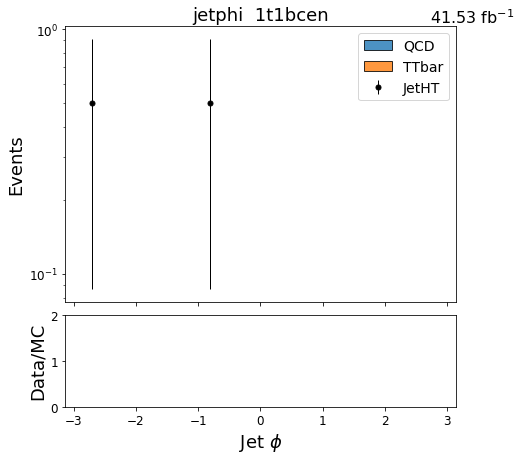 jetphi 1t1bcen
41.53 fb⁻¹
QCD
TTbar
JetHT
Events
10⁰
10⁻¹
Data/MC
2
1
0
−3 −2 −1 0 1 2 3
Jet ϕ